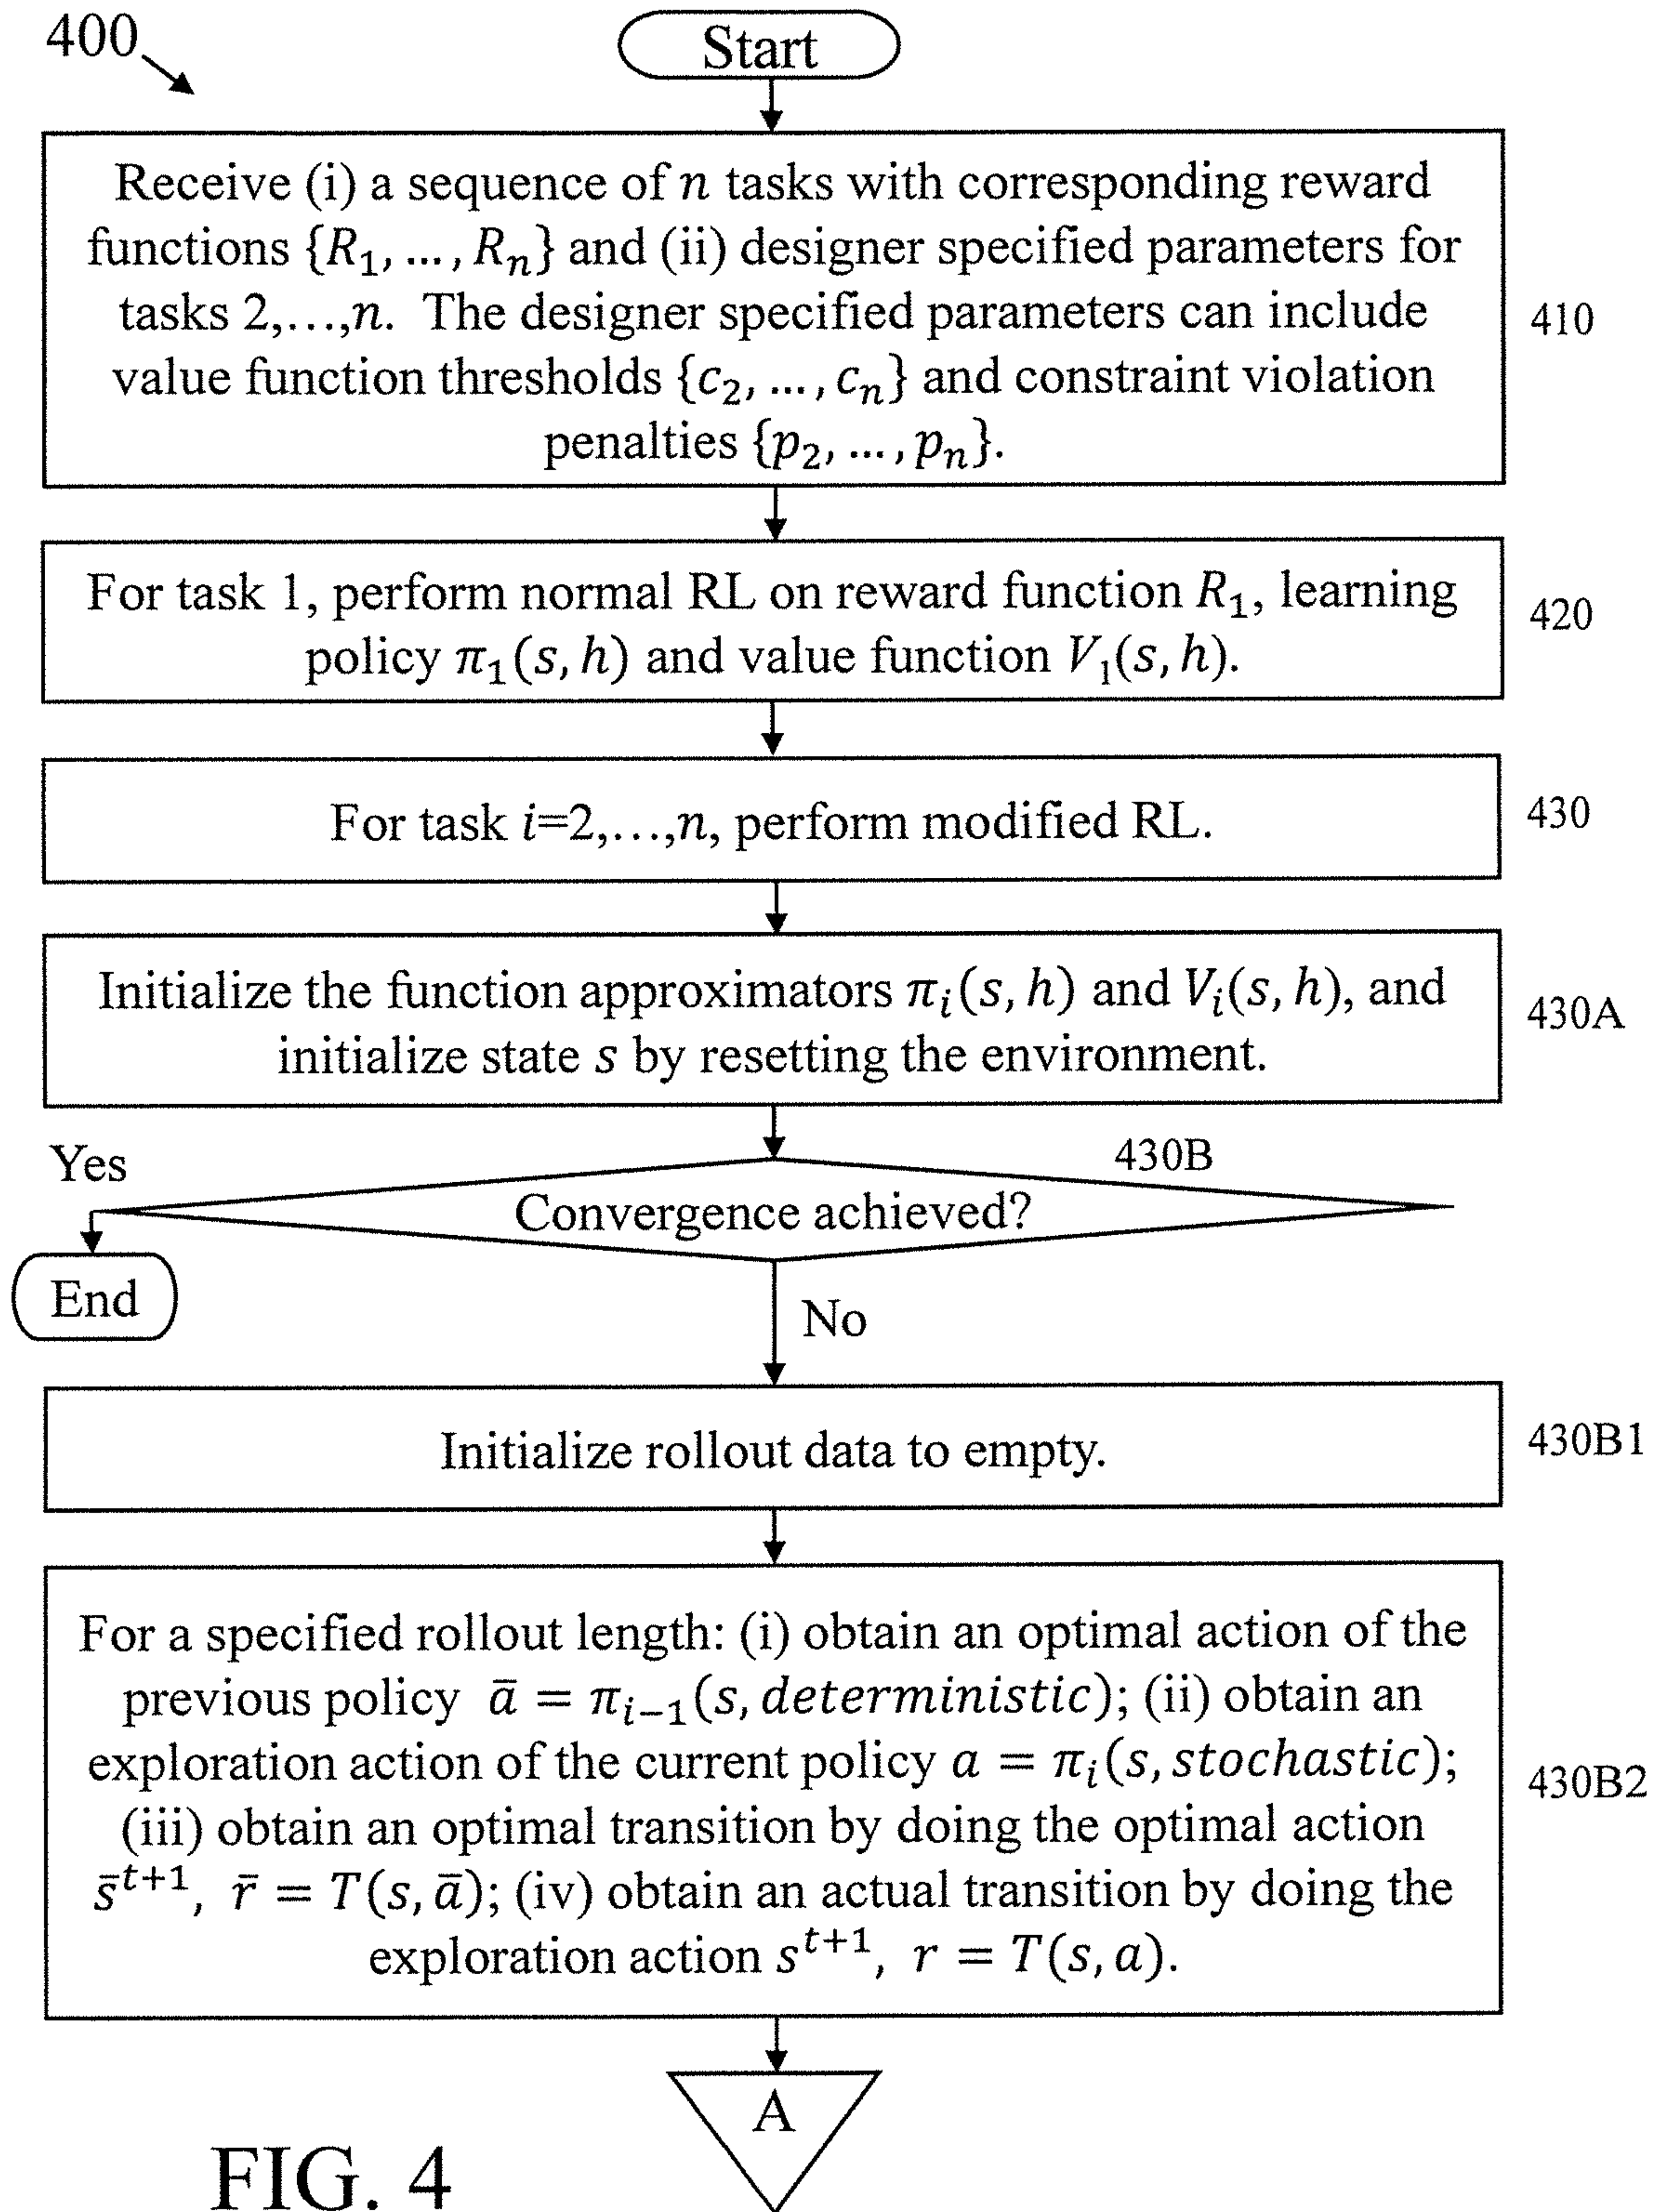 400
Start
Receive (i) a sequence of n tasks with corresponding reward
functions {R₁, ..., Rₙ} and (ii) designer specified parameters for
tasks 2,...,n. The designer specified parameters can include
value function thresholds {c₂, ..., cₙ} and constraint violation
penalties {p₂, ..., pₙ}.
410
For task 1, perform normal RL on reward function R₁, learning
policy π₁(s, h) and value function V₁(s, h).
420
For task i=2,...,n, perform modified RL.
430
Initialize the function approximators πᵢ(s, h) and Vᵢ(s, h), and
initialize state s by resetting the environment.
430A
Yes
430B
Convergence achieved?
End
No
Initialize rollout data to empty.
430B1
For a specified rollout length: (i) obtain an optimal action of the
previous policy ā = πᵢ₋₁(s, deterministic); (ii) obtain an
exploration action of the current policy a = πᵢ(s, stochastic);
(iii) obtain an optimal transition by doing the optimal action
s̄ᵗ⁺¹, r̄ = T(s, ā); (iv) obtain an actual transition by doing the
exploration action sᵗ⁺¹, r = T(s, a).
430B2
A
FIG. 4